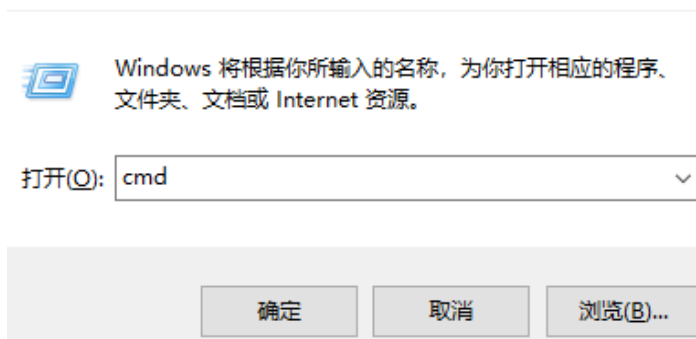 Windows 将根据你所输入的名称，为你打开相应的程序、
文件夹、文档或 Internet 资源。
打开(O): cmd
确定 取消 浏览(B)...